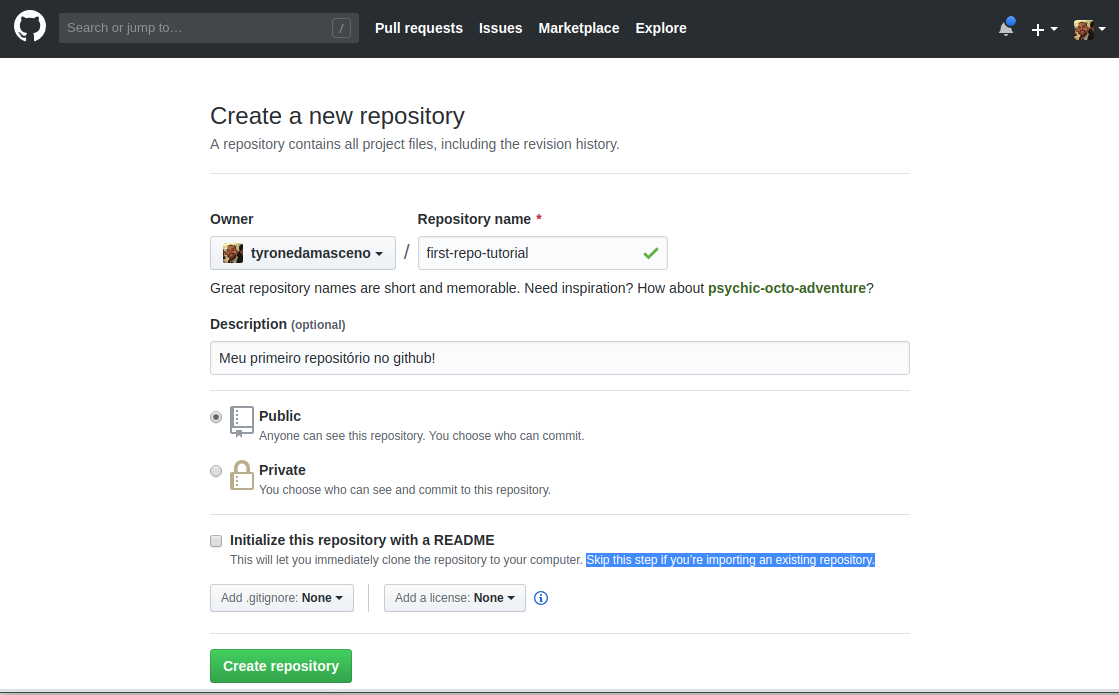 Search or jump to… /
Pull requests Issues Marketplace Explore
Create a new repository
A repository contains all project files, including the revision history.
Owner Repository name *
tyronedamasceno / first-repo-tutorial
Great repository names are short and memorable. Need inspiration? How about psychic-octo-adventure?
Description (optional)
Meu primeiro repositório no github!
Public
Anyone can see this repository. You choose who can commit.
Private
You choose who can see and commit to this repository.
Initialize this repository with a README
This will let you immediately clone the repository to your computer. Skip this step if you're importing an existing repository.
Add .gitignore: None Add a license: None
Create repository